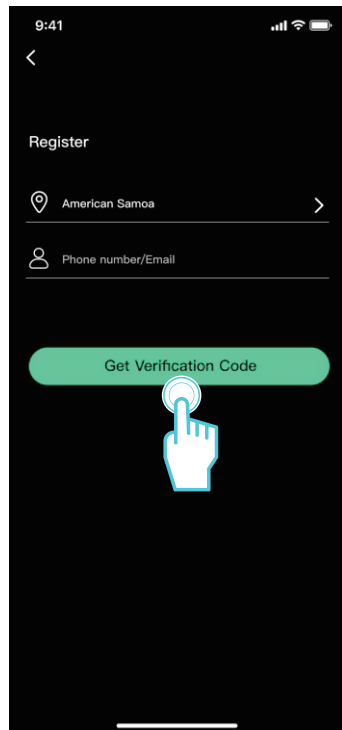 9:41
Register
American Samoa
Phone number/Email
Get Verification Code